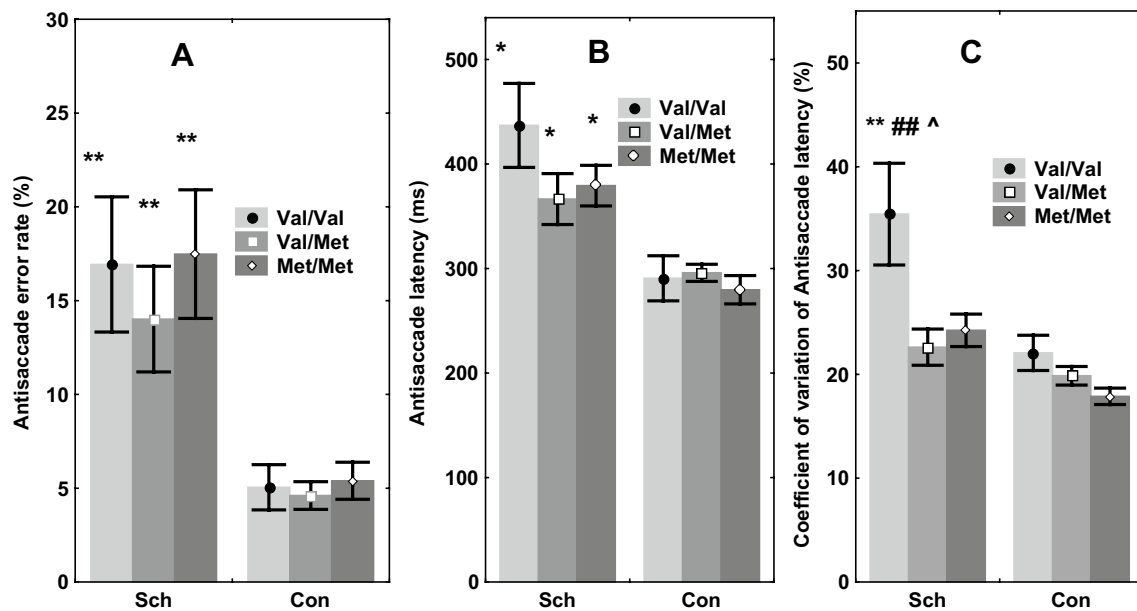 A
Antisaccade error rate (%)
30
25
20
15
10
5
0
**
**
**
Val/Val
Val/Met
Met/Met
Sch Con
B
Antisaccade latency (ms)
500
400
300
200
100
0
*
*
*
Val/Val
Val/Met
Met/Met
Sch Con
C
Coefficient of variation of Antisaccade latency (%)
50
40
30
20
10
0
** ## ^
Val/Val
Val/Met
Met/Met
Sch Con